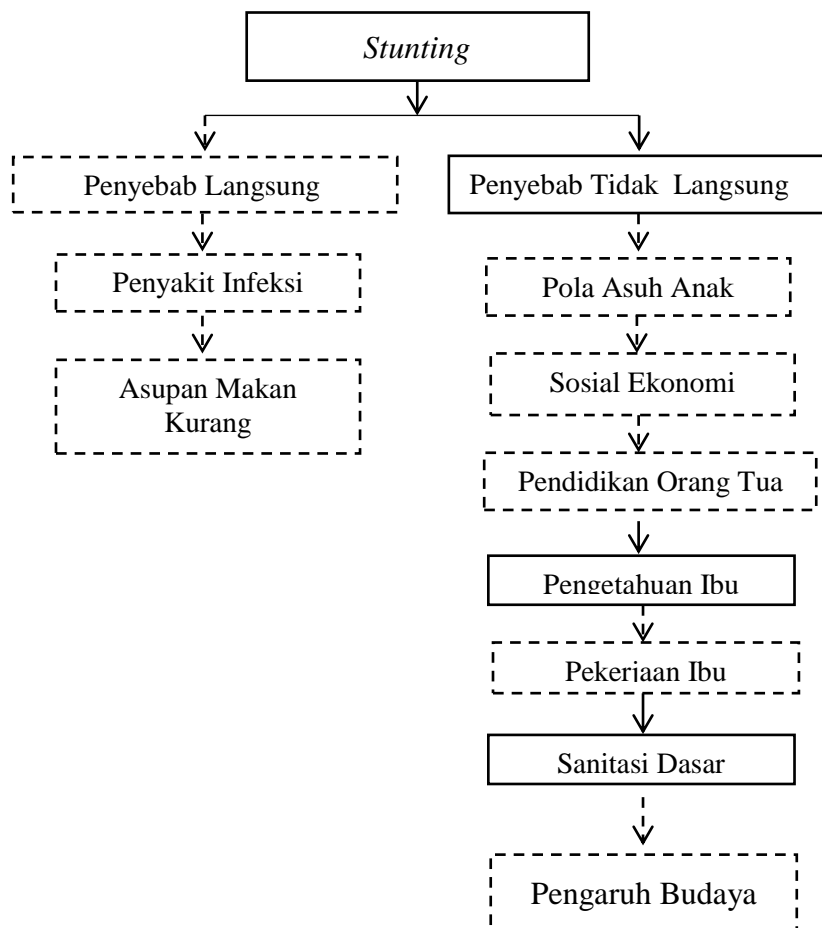 Stunting
Penyebab Langsung
Penyebab Tidak Langsung
Penyakit Infeksi
Pola Asuh Anak
Asupan Makan
Kurang
Sosial Ekonomi
Pendidikan Orang Tua
Pengetahuan Ibu
Pekerjaan Ibu
Sanitasi Dasar
Pengaruh Budaya